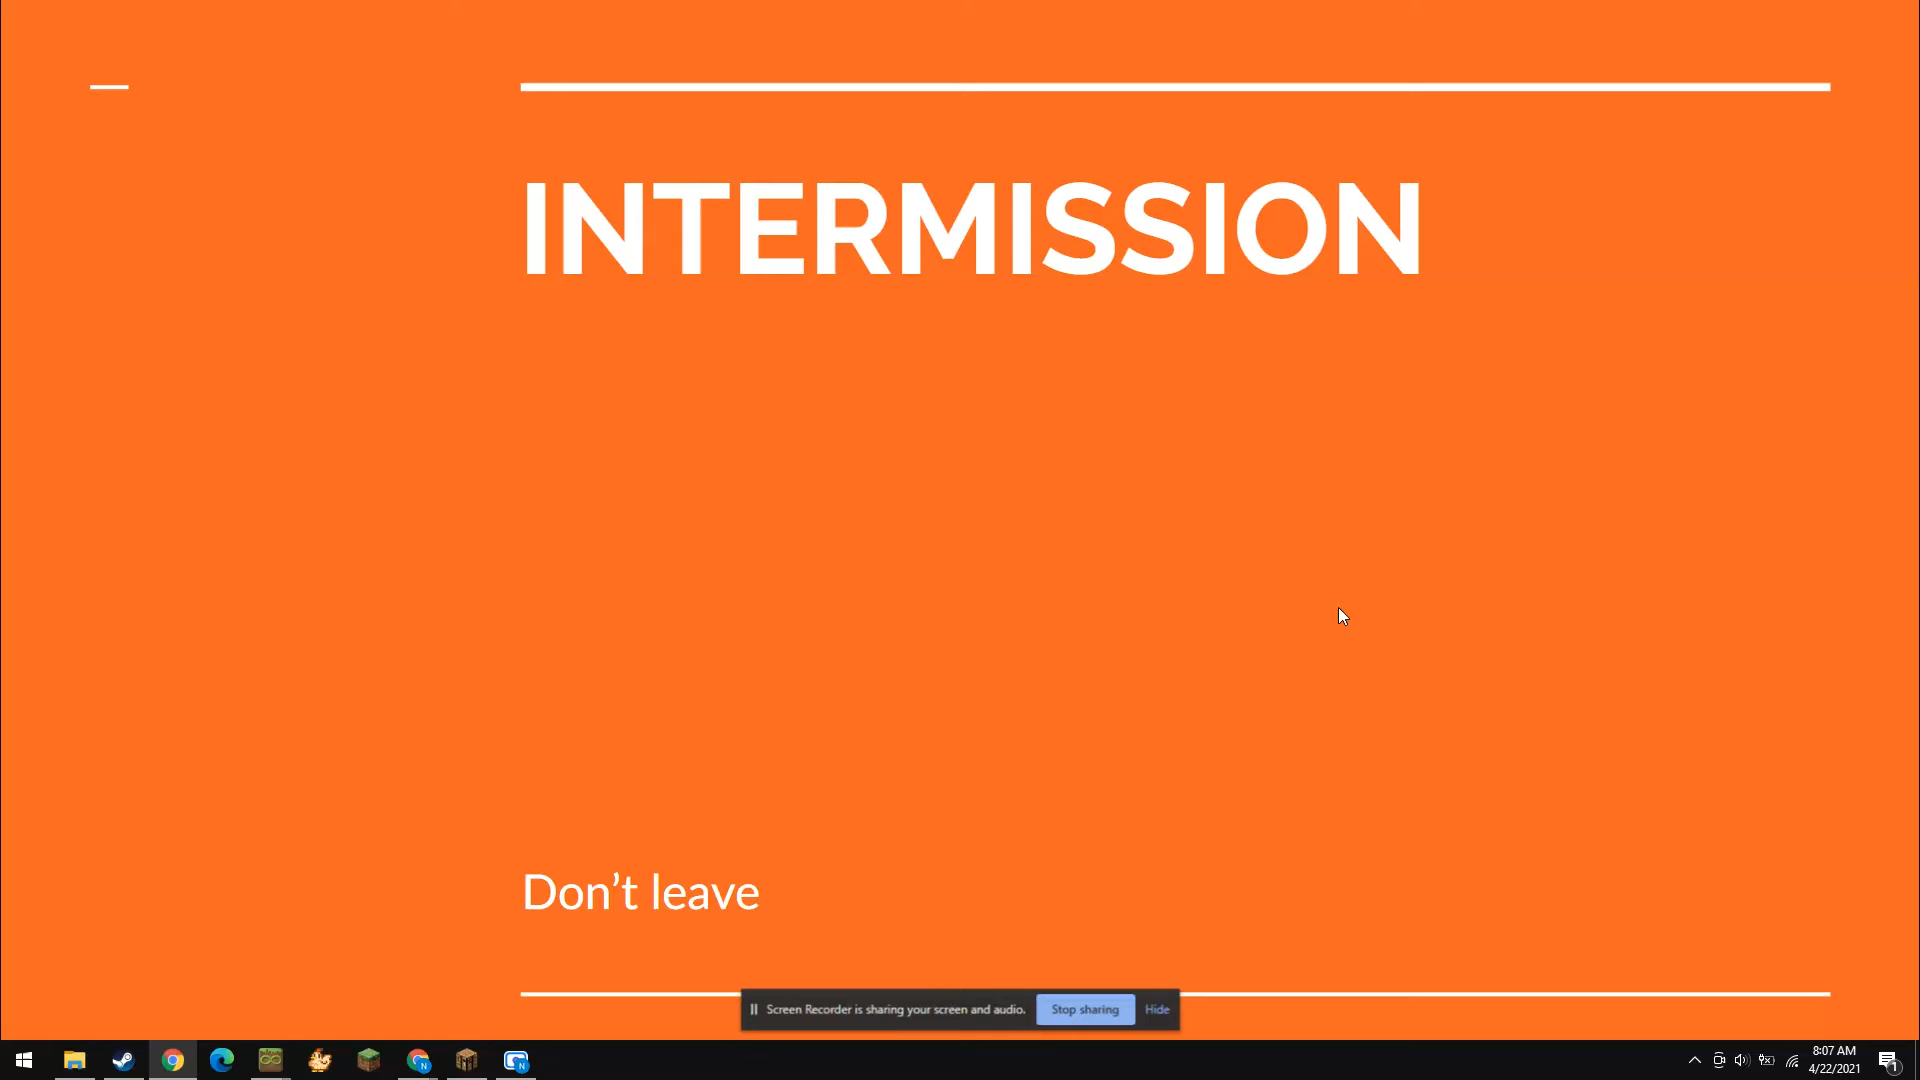 INTERMISSION
Don't leave
Screen Recorder is sharing your screen and audio. Stop sharing Hide
8:07 AM
4/22/2021
N
N
1